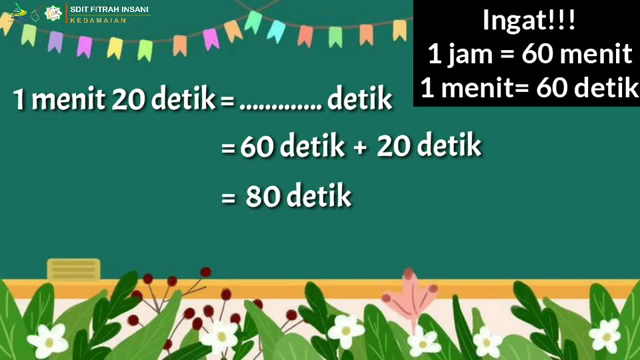 SDIT FITRAH INSANI
KEDAMAIAN
Ingat!!!
1 jam = 60 menit
1 menit= 60 detik
1 menit 20 detik = ............. detik
= 60 detik + 20 detik
= 80 detik